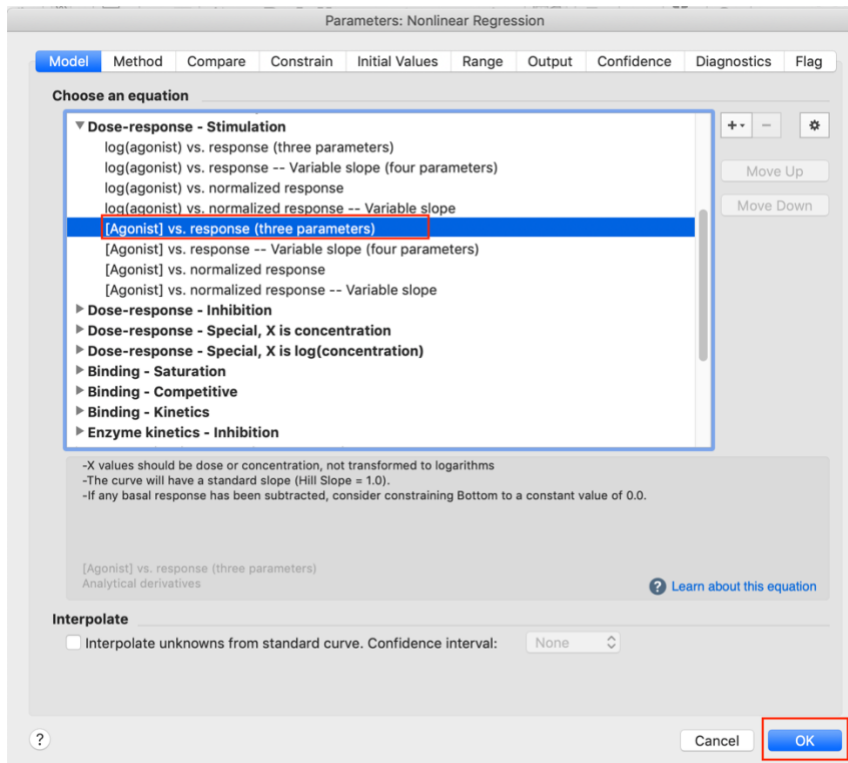 Parameters: Nonlinear Regression
Model Method Compare Constrain Initial Values Range Output Confidence Diagnostics Flag
Choose an equation
Dose-response - Stimulation
log(agonist) vs. response (three parameters)
log(agonist) vs. response -- Variable slope (four parameters)
log(agonist) vs. normalized response
log(agonist) vs. normalized response -- Variable slope
[Agonist] vs. response (three parameters)
[Agonist] vs. response -- Variable slope (four parameters)
[Agonist] vs. normalized response
[Agonist] vs. normalized response -- Variable slope
Dose-response - Inhibition
Dose-response - Special, X is concentration
Dose-response - Special, X is log(concentration)
Binding - Saturation
Binding - Competitive
Binding - Kinetics
Enzyme kinetics - Inhibition
+ −
Move Up
Move Down
-X values should be dose or concentration, not transformed to logarithms
-The curve will have a standard slope (Hill Slope = 1.0).
-If any basal response has been subtracted, consider constraining Bottom to a constant value of 0.0.
[Agonist] vs. response (three parameters)
Analytical derivatives
? Learn about this equation
Interpolate
Interpolate unknowns from standard curve. Confidence interval: None
? Cancel OK